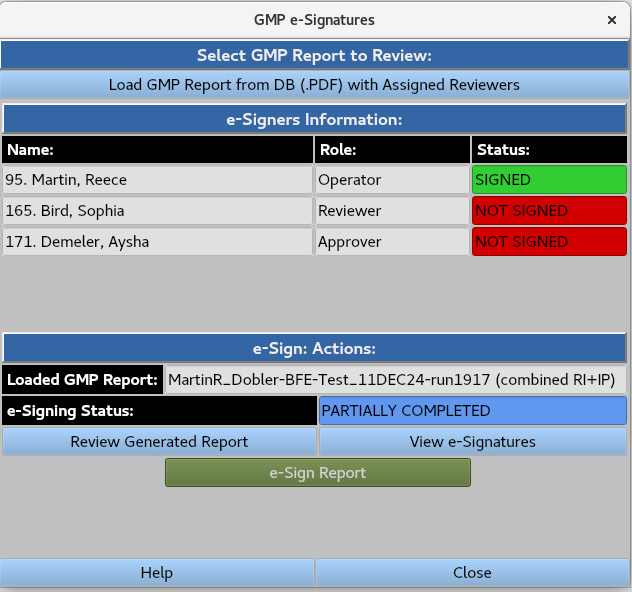 GMP e-Signatures ×
Select GMP Report to Review:
Load GMP Report from DB (.PDF) with Assigned Reviewers
e-Signers Information:
Name: Role: Status:
95. Martin, Reece Operator SIGNED
165. Bird, Sophia Reviewer NOT SIGNED
171. Demeler, Aysha Approver NOT SIGNED
e-Sign: Actions:
Loaded GMP Report: MartinR_Dobler-BFE-Test_11DEC24-run1917 (combined RI+IP)
e-Signing Status: PARTIALLY COMPLETED
Review Generated Report View e-Signatures
e-Sign Report
Help Close